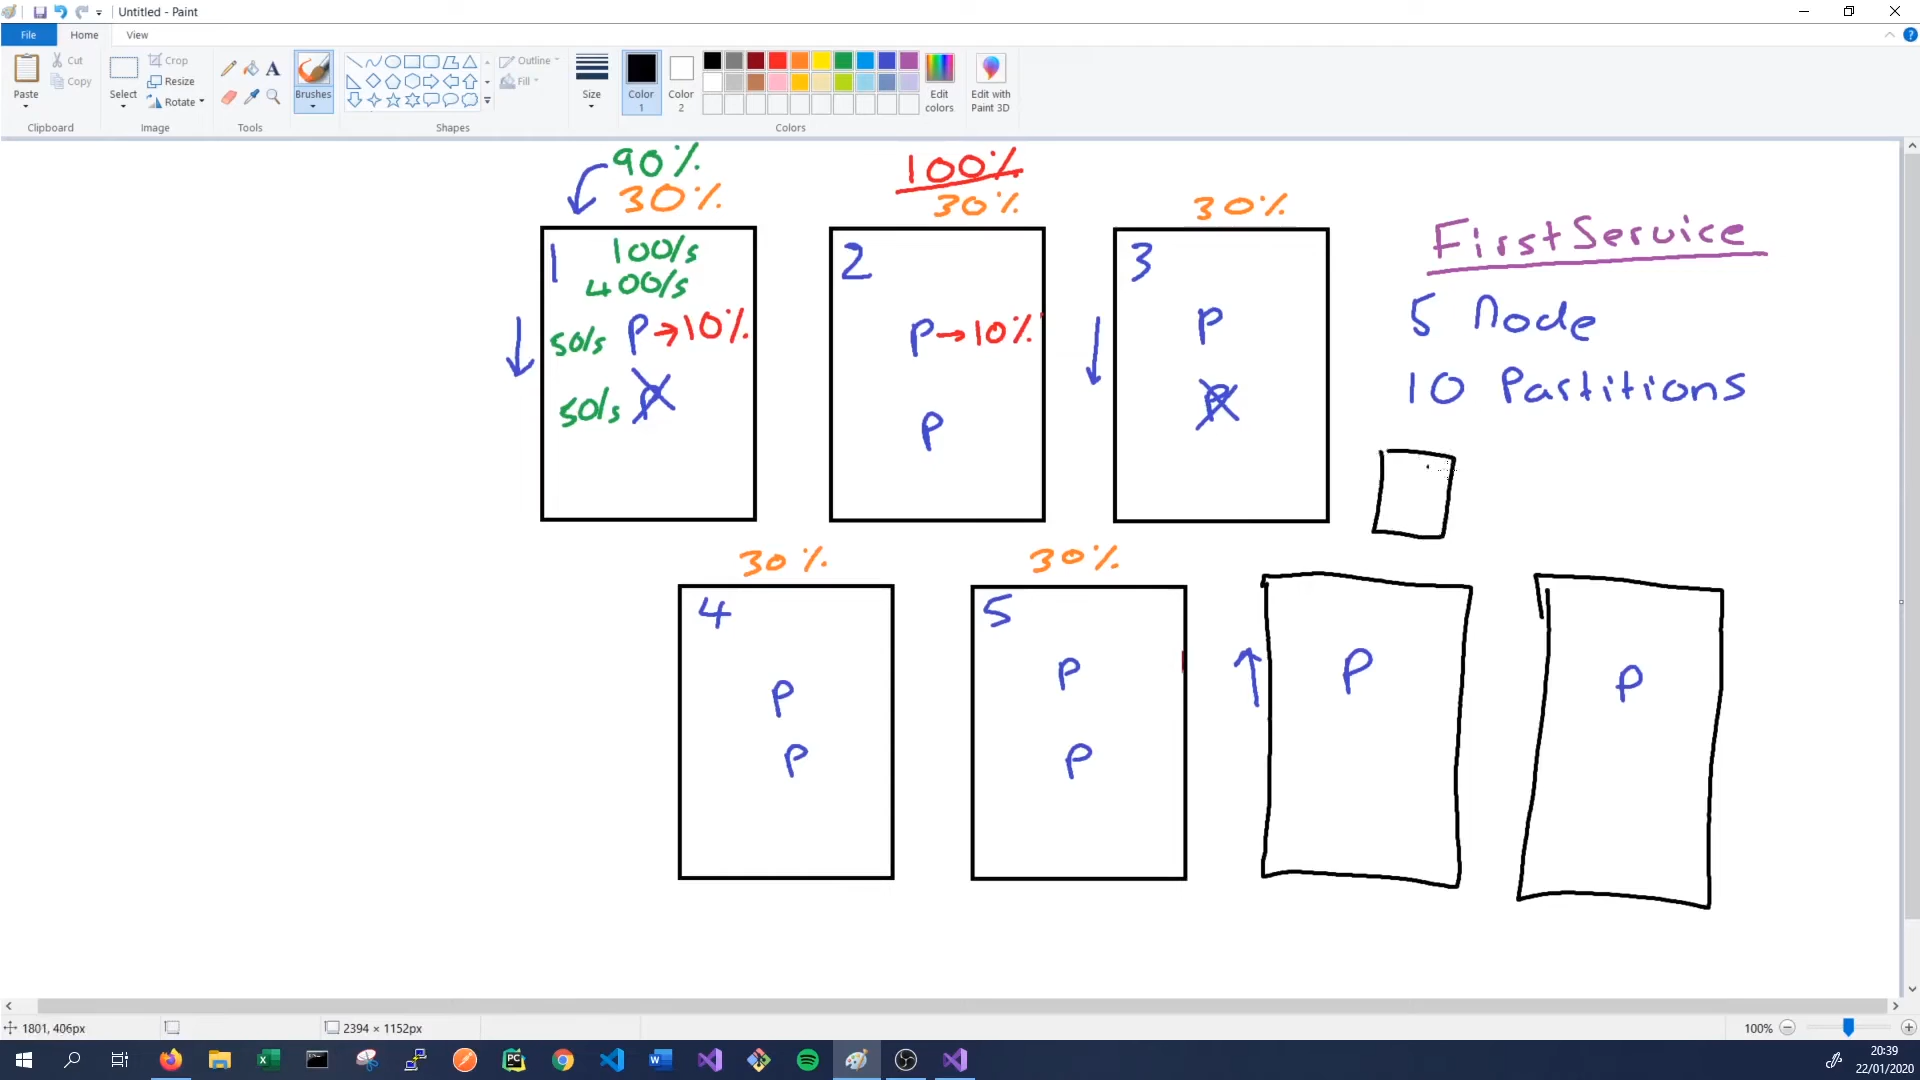 Untitled - Paint
File Home View
Cut
Copy
Paste
Clipboard
Crop
Resize
Rotate
Select
Image
Tools
Brushes
Outline
Fill
Shapes
Size
Color 1
Color 2
Edit colors
Edit with Paint 3D
Colors
90%
30%
100%
30%
30%
1
100/s
400/s
50/s P→10%
50/s P
2
P→10%
P
3
P
P
FirstService
5 Node
10 Partitions
30%
30%
4
P
P
5
P
P
P
P
1801, 406px
2394 × 1152px
100%
20:39
22/01/2020